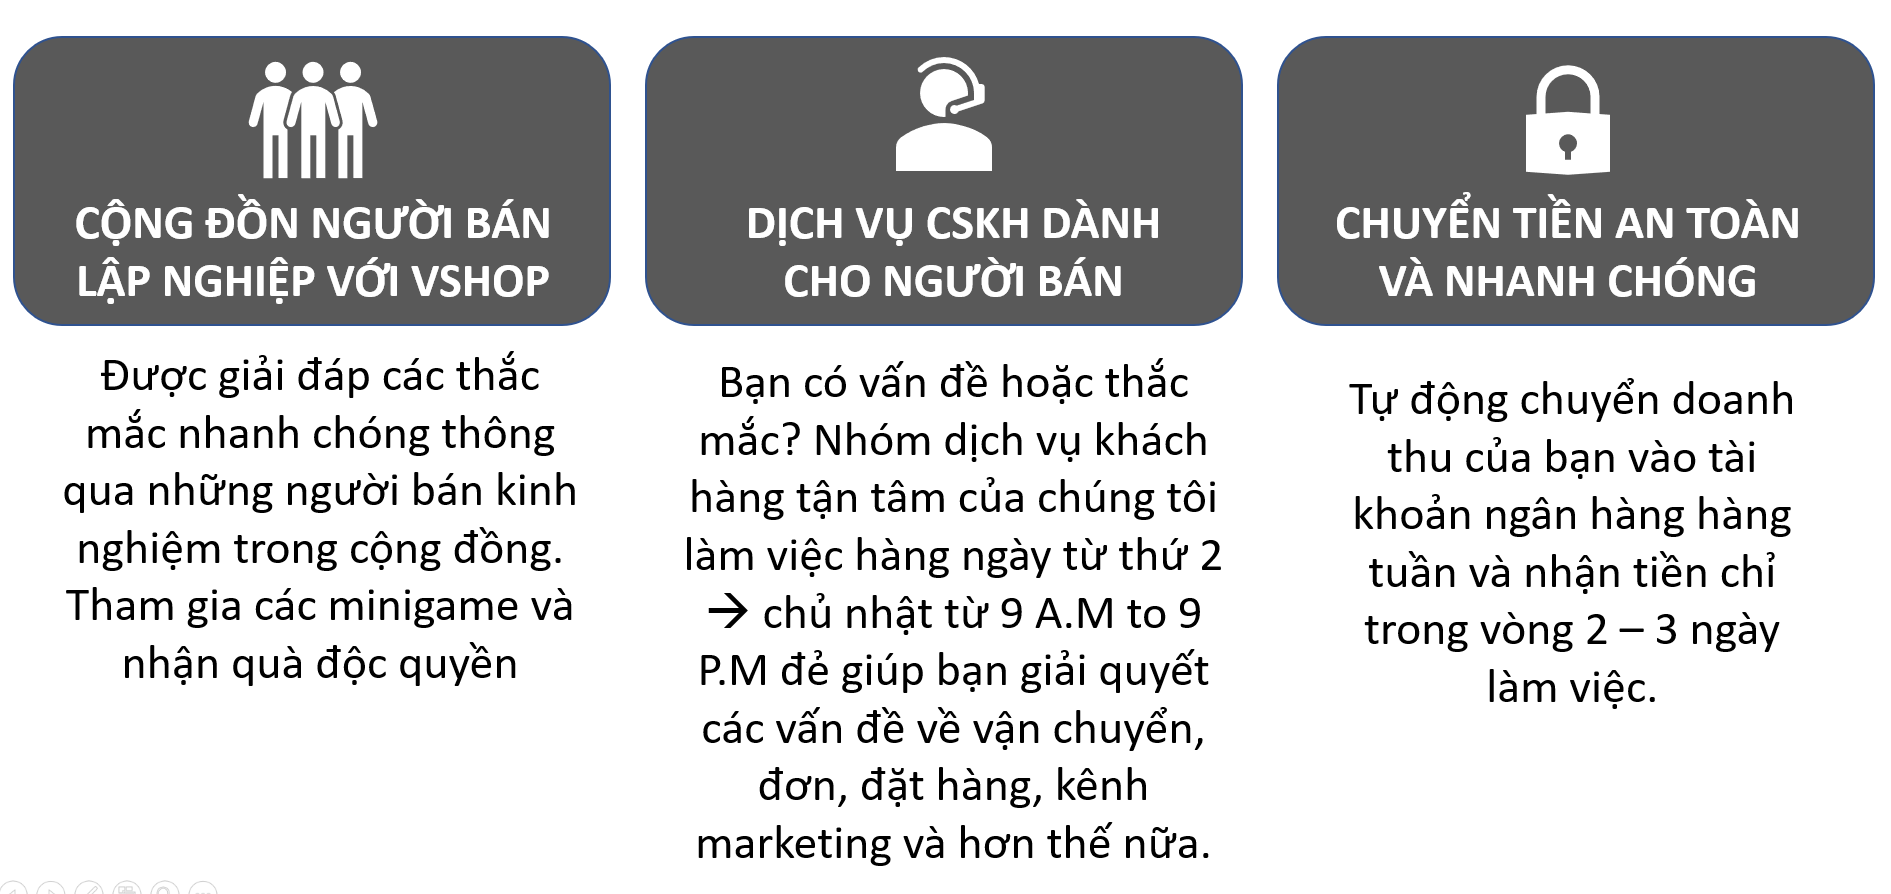 CỘNG ĐỒN NGƯỜI BÁN
LẬP NGHIỆP VỚI VSHOP
Được giải đáp các thắc
mắc nhanh chóng thông
qua những người bán kinh
nghiệm trong cộng đồng.
Tham gia các minigame và
nhận quà độc quyền
DỊCH VỤ CSKH DÀNH
CHO NGƯỜI BÁN
Bạn có vấn đề hoặc thắc
mắc? Nhóm dịch vụ khách
hàng tận tâm của chúng tôi
làm việc hàng ngày từ thứ 2
→ chủ nhật từ 9 A.M to 9
P.M đẻ giúp bạn giải quyết
các vấn đề về vận chuyển,
đơn, đặt hàng, kênh
marketing và hơn thế nữa.
CHUYỂN TIỀN AN TOÀN
VÀ NHANH CHÓNG
Tự động chuyển doanh
thu của bạn vào tài
khoản ngân hàng hàng
tuần và nhận tiền chỉ
trong vòng 2 – 3 ngày
làm việc.